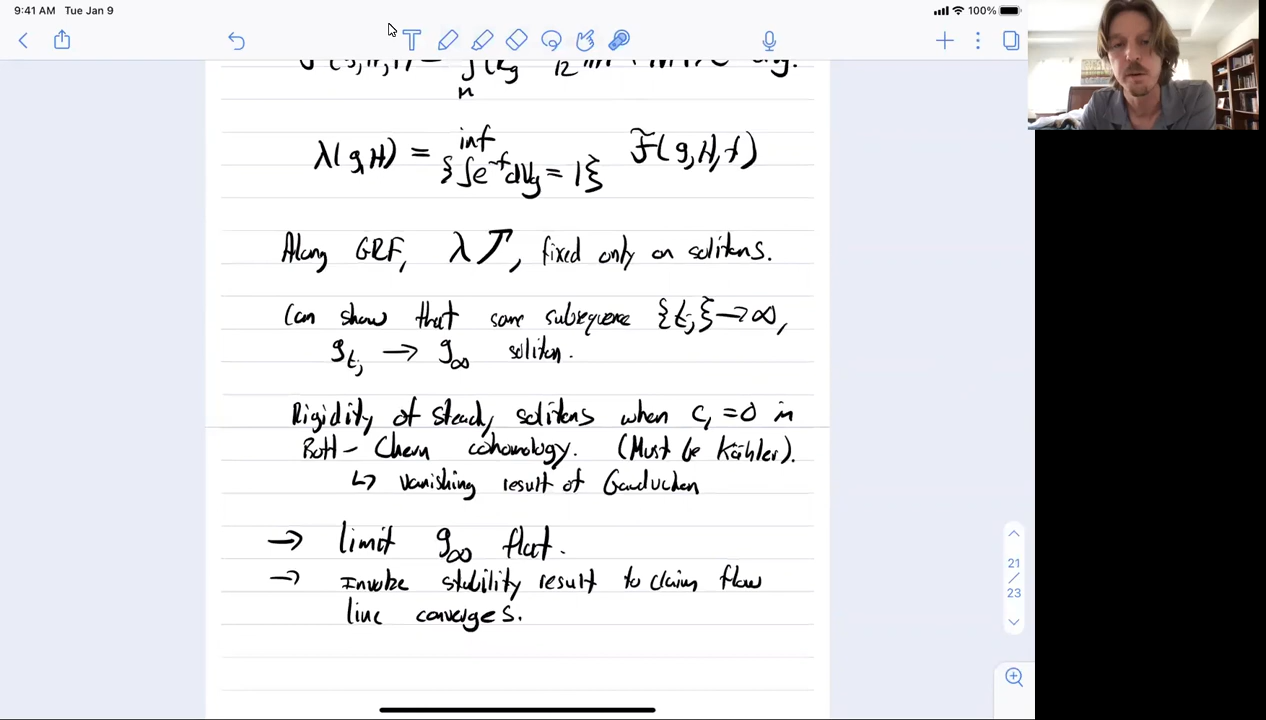 9:41 AM Tue Jan 9
100%
λ(g,H) = inf {∫e^{-f} dV_g = 1} F̃(g,H,f)
Along GRF, λ↗, fixed only on solitons.
Can show that some subsequence {t_j} → ∞,
g_{t_j} → g_∞ soliton.
Rigidity of steady solitons when c_1 = 0 in
Bott-Chern cohomology. (Must be Kähler).
↳ vanishing result of Gauduchon
→ limit g_∞ flat.
→ Invoke stability result to claim flow
line converges.
21
/
23